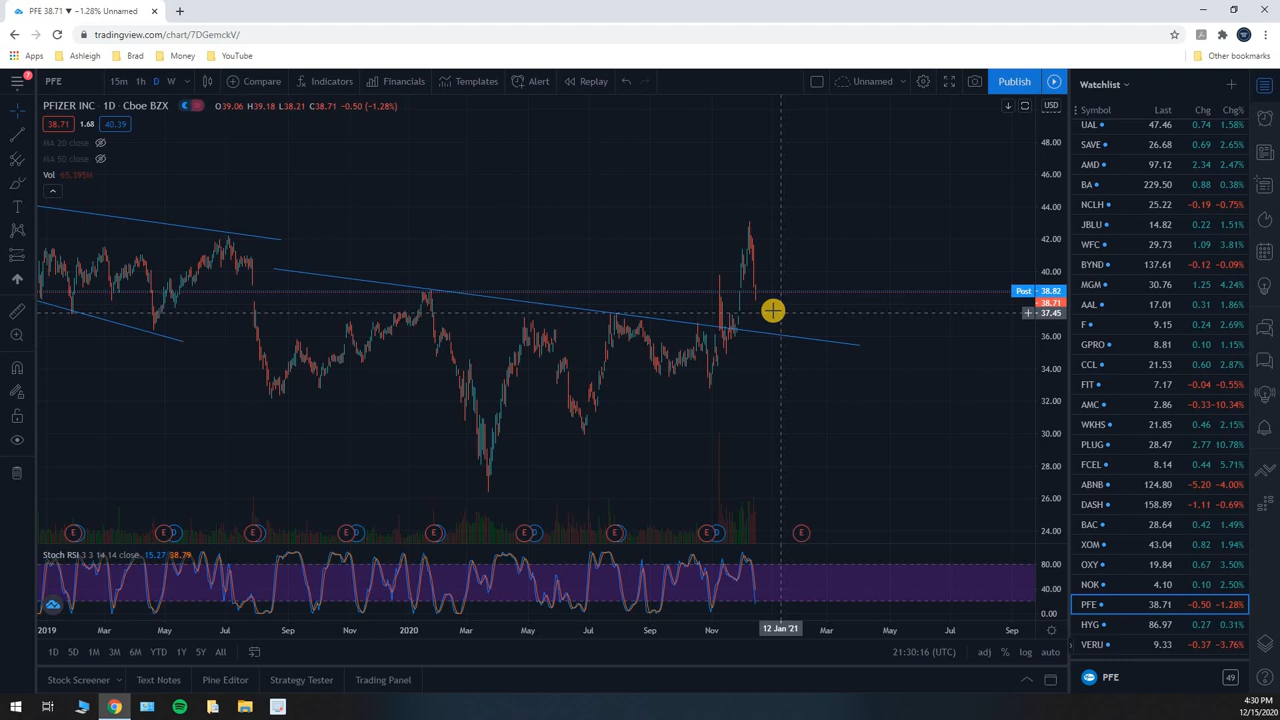 PFE 38.71 ▼ −1.28% Unnamed
tradingview.com/chart/7DGemckV/
Apps Ashleigh Brad Money YouTube Other bookmarks
7
PFE 15m 1h D W Compare Indicators Financials Templates Alert Replay Unnamed Publish
Watchlist
PFIZER INC · 1D · Cboe BZX O39.06 H39.18 L38.21 C38.71 −0.50 (−1.28%)
USD
38.71 1.68 40.39
MA 20 close
MA 50 close
Vol 65.395M
48.00
46.00
44.00
42.00
40.00
Post 38.82
38.71
37.45
36.00
34.00
32.00
30.00
28.00
26.00
24.00
E E D E E D E D E D E E D E
Stoch RSI 3 3 14 14 close 15.27 38.79
80.00
40.00
0.00
2019 Mar May Jul Sep Nov 2020 Mar May Jul Sep Nov 12 Jan '21 Mar May Jul Sep
1D 5D 1M 3M 6M YTD 1Y 5Y All 21:30:16 (UTC) adj % log auto
Stock Screener Text Notes Pine Editor Strategy Tester Trading Panel
Symbol Last Chg Chg%
UAL 47.46 0.74 1.58%
SAVE 26.68 0.69 2.65%
AMD 97.12 2.34 2.47%
BA 229.50 0.88 0.38%
NCLH 25.22 −0.19 −0.75%
JBLU 14.82 0.22 1.51%
WFC 29.73 1.09 3.81%
BYND 137.61 −0.12 −0.09%
MGM 30.76 1.25 4.24%
AAL 17.01 0.31 1.86%
F 9.15 0.24 2.69%
GPRO 8.81 0.10 1.15%
CCL 21.53 0.60 2.87%
FIT 7.17 −0.04 −0.55%
AMC 2.86 −0.33 −10.34%
WKHS 21.85 0.46 2.15%
PLUG 28.47 2.77 10.78%
FCEL 8.14 0.44 5.71%
ABNB 124.80 −5.20 −4.00%
DASH 158.89 −1.11 −0.69%
BAC 28.64 0.42 1.49%
XOM 43.04 0.82 1.94%
OXY 19.84 0.67 3.50%
NOK 4.10 0.10 2.50%
PFE 38.71 −0.50 −1.28%
HYG 86.97 0.27 0.31%
VERU 9.33 −0.37 −3.76%
PFE 49
4:30 PM
12/15/2020